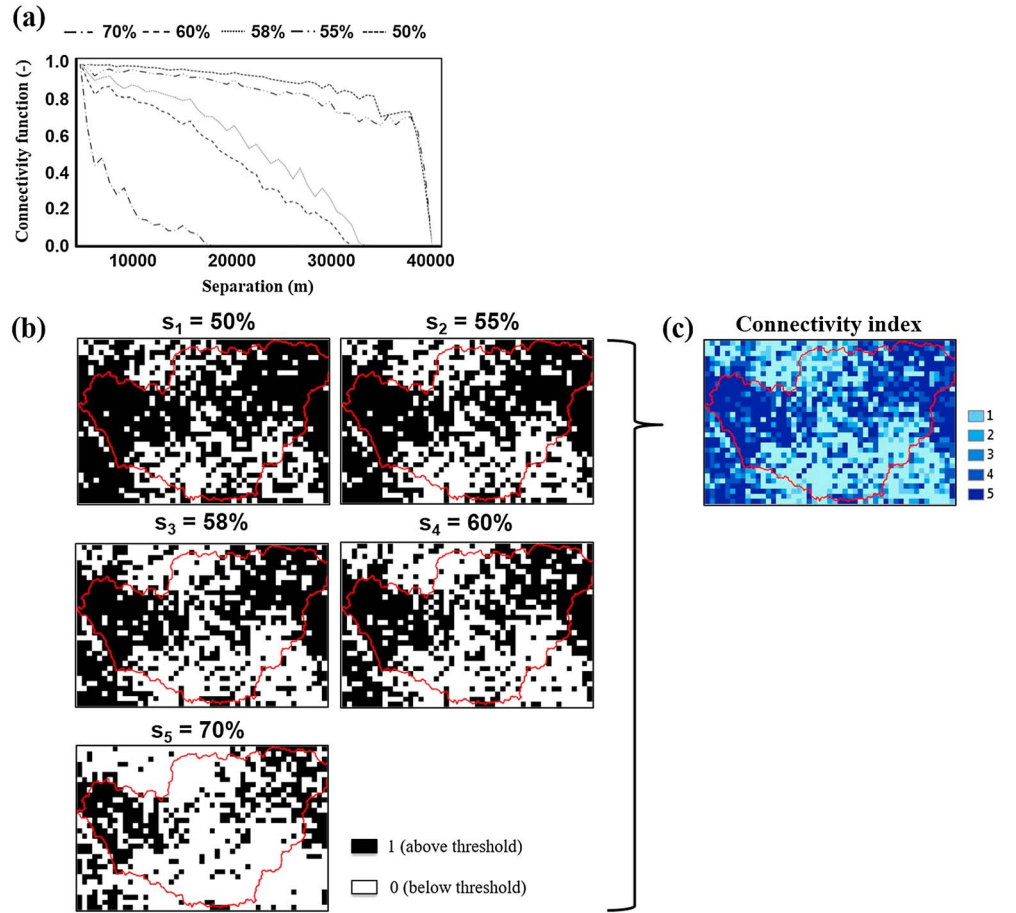 (a)
70% 60% 58% 55% 50%
Connectivity function (-)
1.0
0.8
0.6
0.4
0.2
0.0
10000 20000 30000 40000
Separation (m)
(b)
s1 = 50%
s2 = 55%
(c)
Connectivity index
1
2
3
4
5
s3 = 58%
s4 = 60%
s5 = 70%
1 (above threshold)
0 (below threshold)